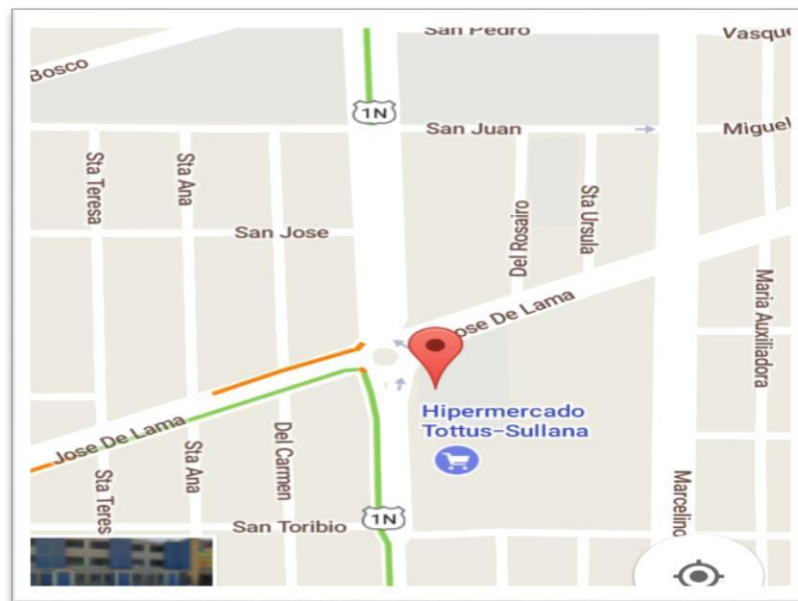 San Pedro
Vasque
Bosco
1N
San Juan
Miguel
Sta Teresa
Sta Ana
Del Rosario
Sta Ursula
San Jose
Maria Auxiliadora
Jose De Lama
Hipermercado
Tottus-Sullana
Jose De Lama
Sta Ana
Del Carmen
Sta Teres
Marcelino
San Toribio
1N